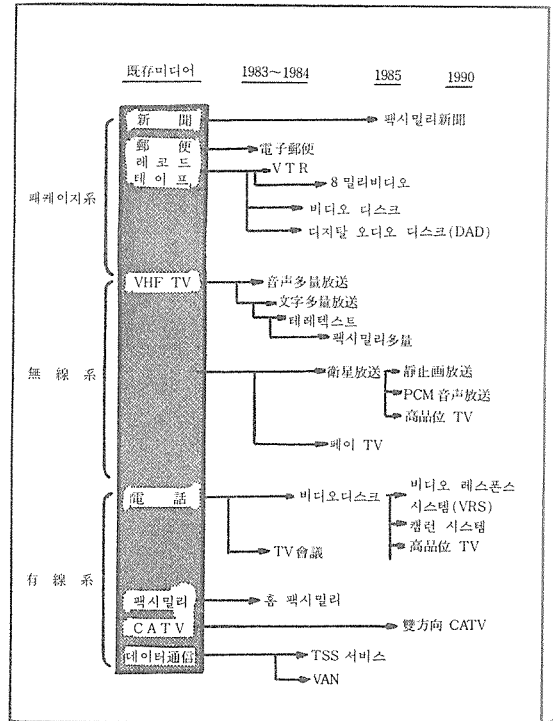 既存미디어 1983~1984 1985 1990
新聞 팩시밀리新聞
郵便 電子郵便
레코드 VTR
테이프 8 밀리비디오
패케이지系
비디오 디스크
디지탈 오디오 디스크(DAD)
VHF TV 音声多量放送
文字多量放送
테레텍스트
팩시밀리多量
無線系 衛星放送 靜止画放送
PCM 音声放送
高品位 TV
페이 TV
電話 비디오디스크 비디오 레스폰스
시스템(VRS)
캡턴 시스템
TV會議 高品位 TV
有線系
팩시밀리 홈 팩시밀리
CATV 雙方向 CATV
데이터通信 TSS 서비스
VAN